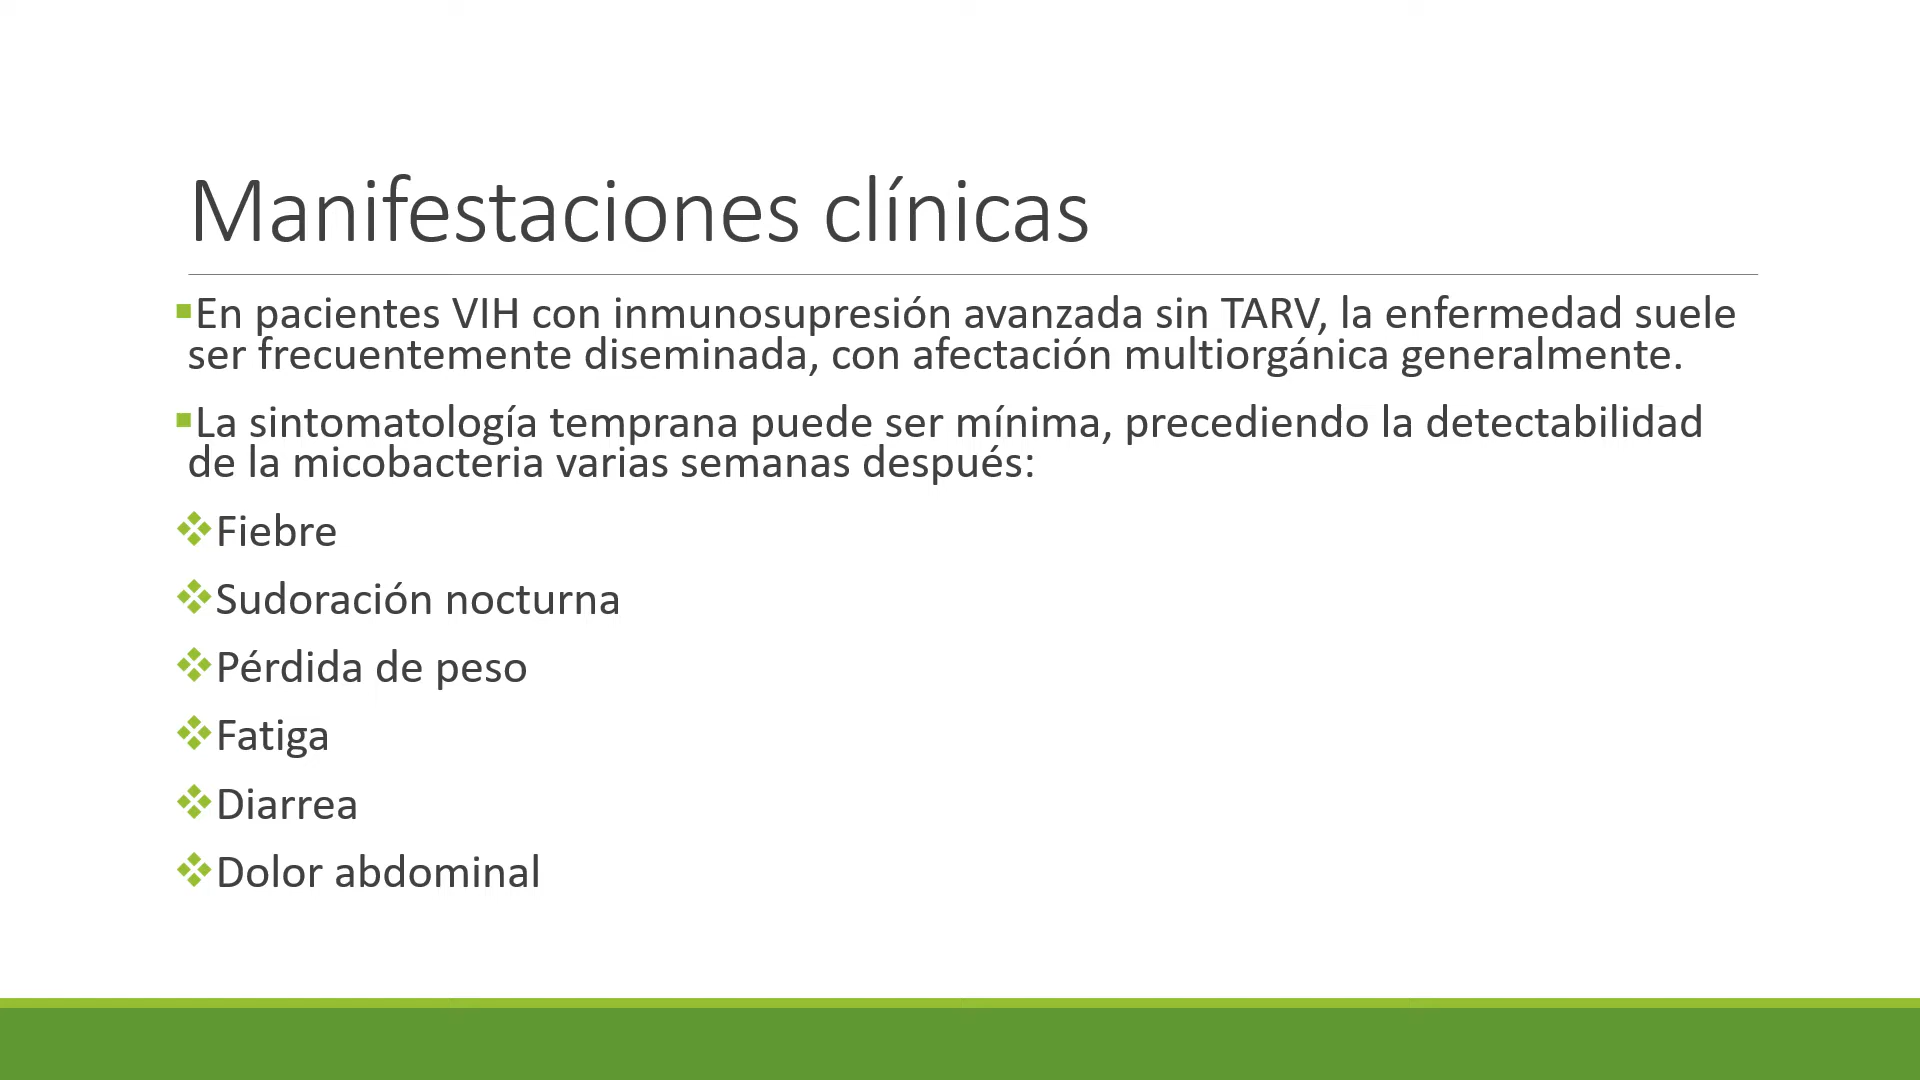 Manifestaciones clínicas
En pacientes VIH con inmunosupresión avanzada sin TARV, la enfermedad suele
ser frecuentemente diseminada, con afectación multiorgánica generalmente.
La sintomatología temprana puede ser mínima, precediendo la detectabilidad
de la micobacteria varias semanas después:
Fiebre
Sudoración nocturna
Pérdida de peso
Fatiga
Diarrea
Dolor abdominal